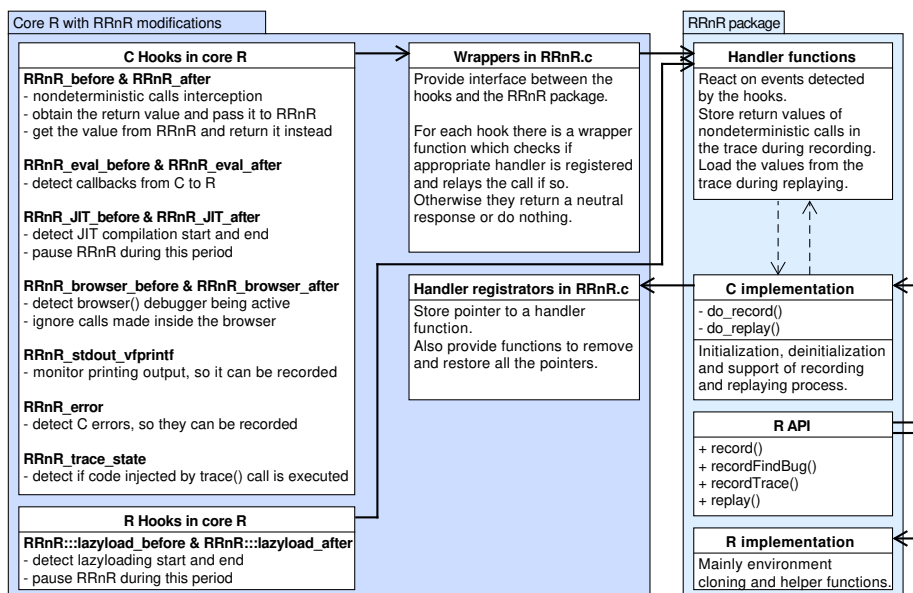 Core R with RRnR modifications
C Hooks in core R
RRnR_before & RRnR_after
- nondeterministic calls interception
- obtain the return value and pass it to RRnR
- get the value from RRnR and return it instead
RRnR_eval_before & RRnR_eval_after
- detect callbacks from C to R
RRnR_JIT_before & RRnR_JIT_after
- detect JIT compilation start and end
- pause RRnR during this period
RRnR_browser_before & RRnR_browser_after
- detect browser() debugger being active
- ignore calls made inside the browser
RRnR_stdout_vfprintf
- monitor printing output, so it can be recorded
RRnR_error
- detect C errors, so they can be recorded
RRnR_trace_state
- detect if code injected by trace() call is executed
R Hooks in core R
RRnR:::lazyload_before & RRnR:::lazyload_after
- detect lazyloading start and end
- pause RRnR during this period
Wrappers in RRnR.c
Provide interface between the
hooks and the RRnR package.
For each hook there is a wrapper
function which checks if
appropriate handler is registered
and relays the call if so.
Otherwise they return a neutral
response or do nothing.
Handler registrators in RRnR.c
Store pointer to a handler
function.
Also provide functions to remove
and restore all the pointers.
RRnR package
Handler functions
React on events detected
by the hooks.
Store return values of
nondeterministic calls in
the trace during recording.
Load the values from the
trace during replaying.
C implementation
- do_record()
- do_replay()
Initialization, deinitialization
and support of recording
and replaying process.
R API
+ record()
+ recordFindBug()
+ recordTrace()
+ replay()
R implementation
Mainly environment
cloning and helper functions.